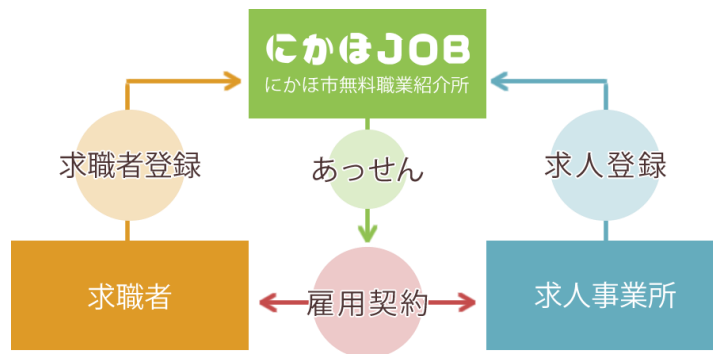 にかほJOB
にかほ市無料職業紹介所
求職者登録
あっせん
求人登録
求職者
雇用契約
求人事業所